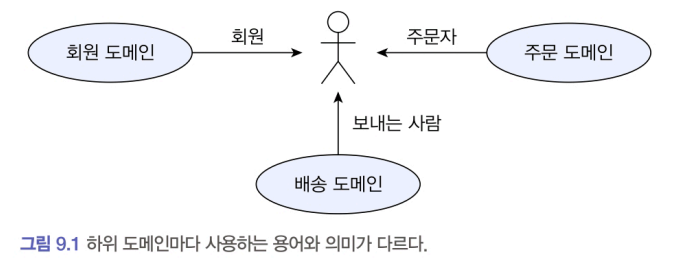 회원 도메인
회원
주문자
주문 도메인
보내는 사람
배송 도메인
그림 9.1 하위 도메인마다 사용하는 용어와 의미가 다르다.